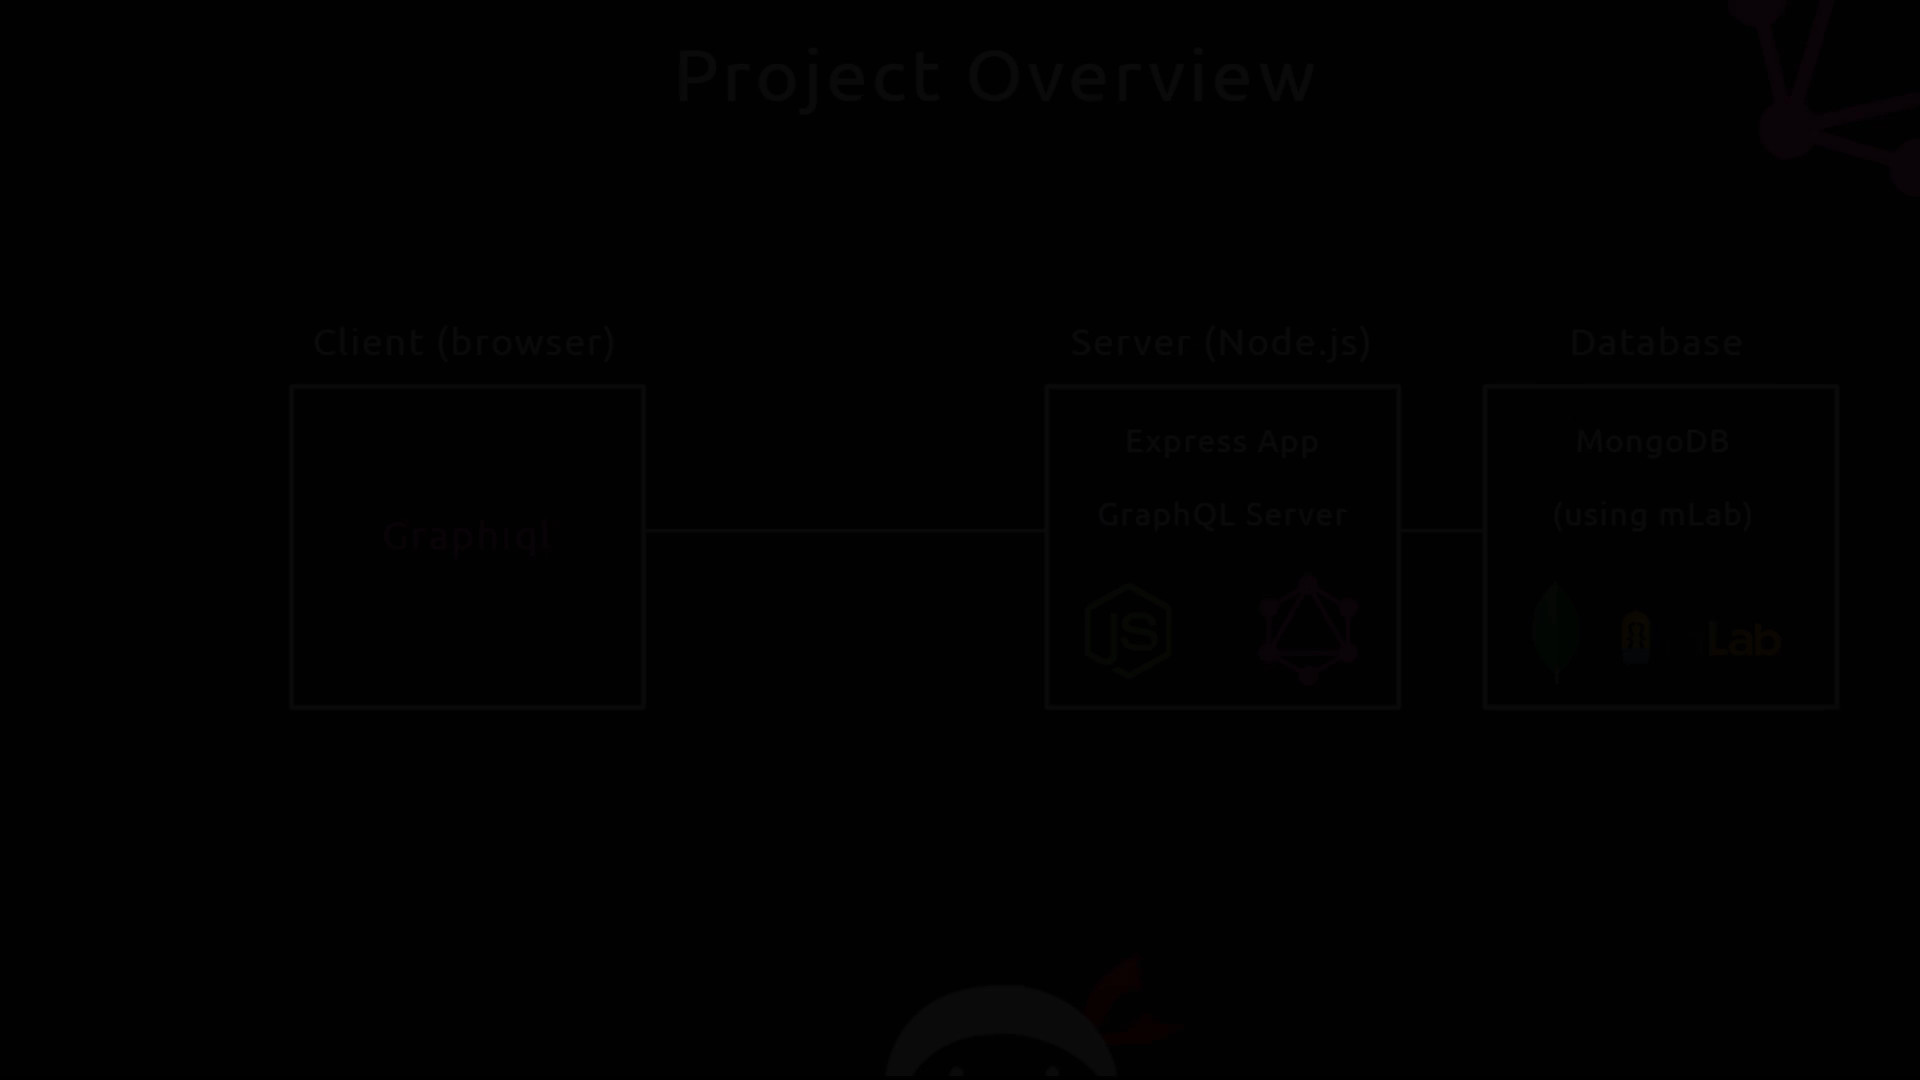 Project Overview
Client (browser)
Server (Node.js)
Database
Graphiql
Express App
GraphQL Server
JS
MongoDB
(using mLab)
Lab